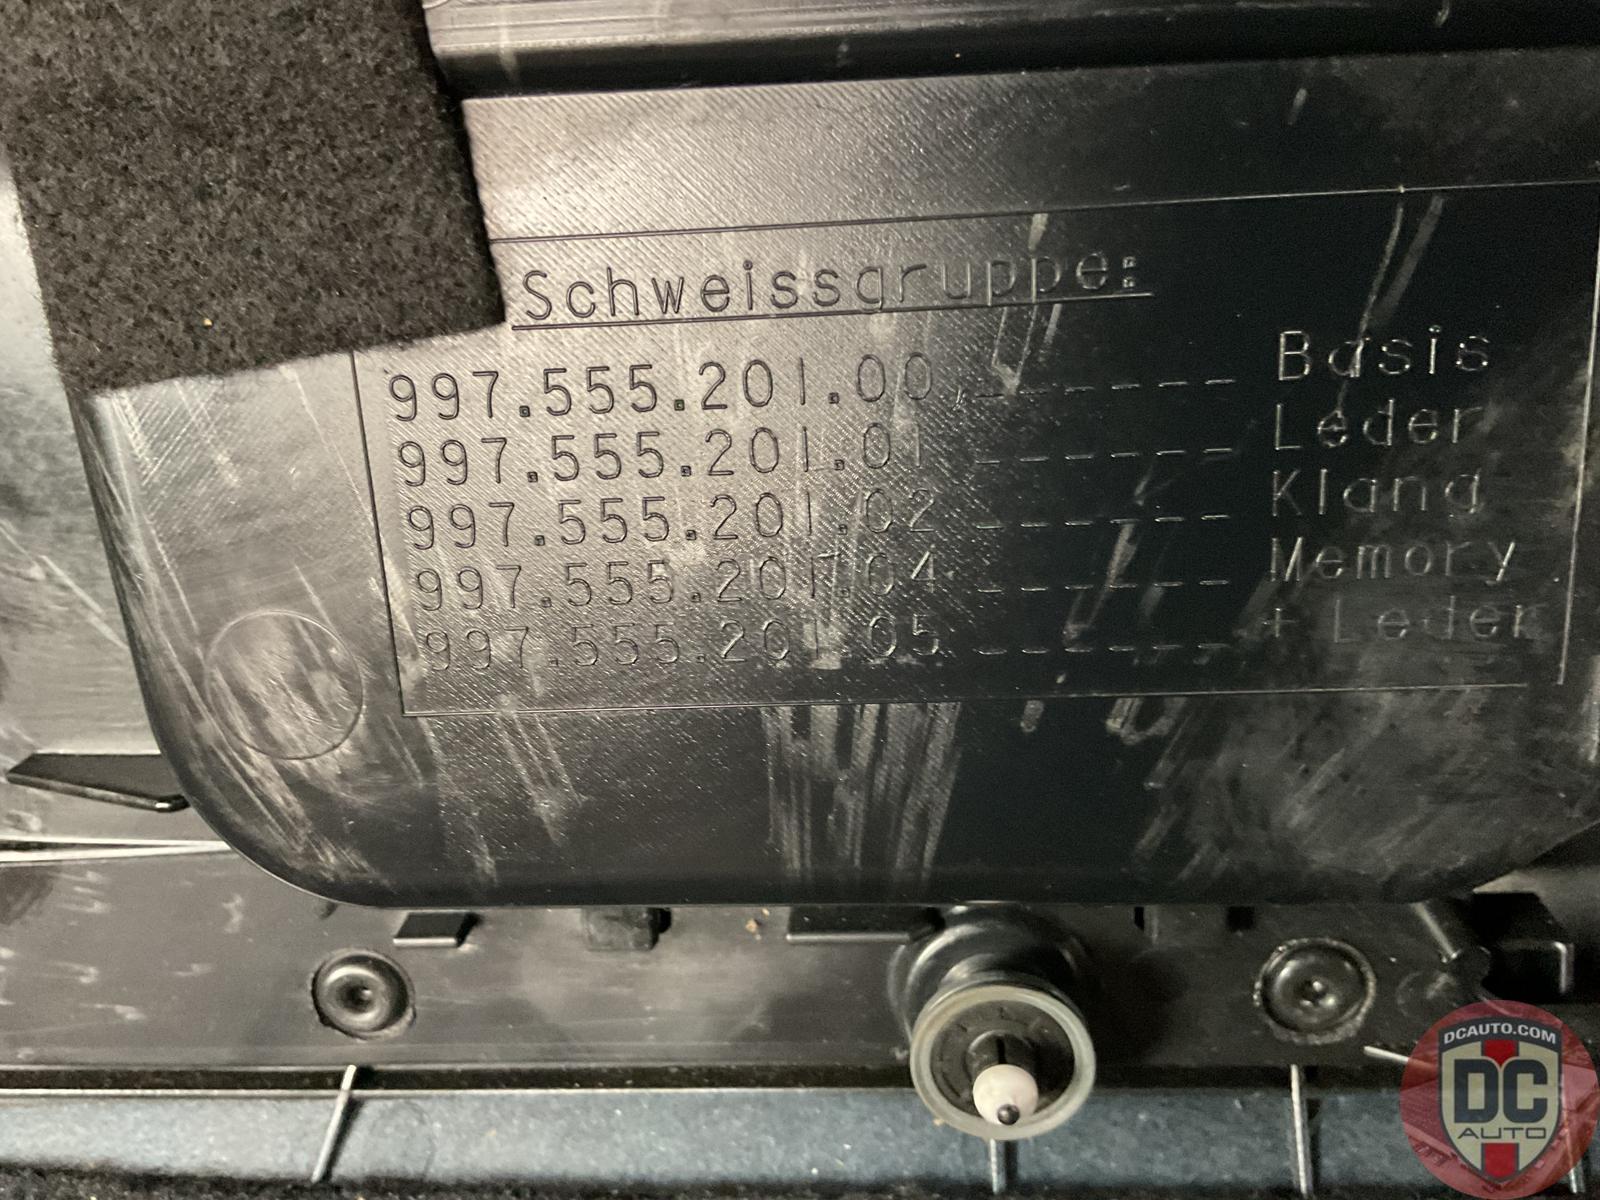 Schweissgruppe:
997.555.201.00 Basis
997.555.201.01 Leder
997.555.201.02 Klang
997.555.201.04 Memory
997.555.201.05 + Leder
DCAUTO.COM
DC
AUTO